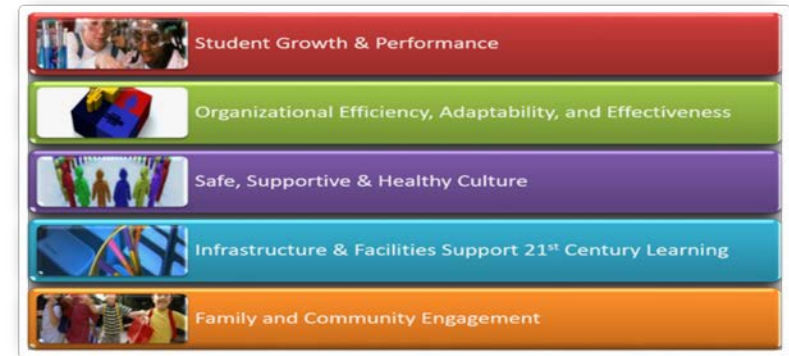 Student Growth & Performance
Organizational Efficiency, Adaptability, and Effectiveness
Safe, Supportive & Healthy Culture
Infrastructure & Facilities Support 21st Century Learning
Family and Community Engagement